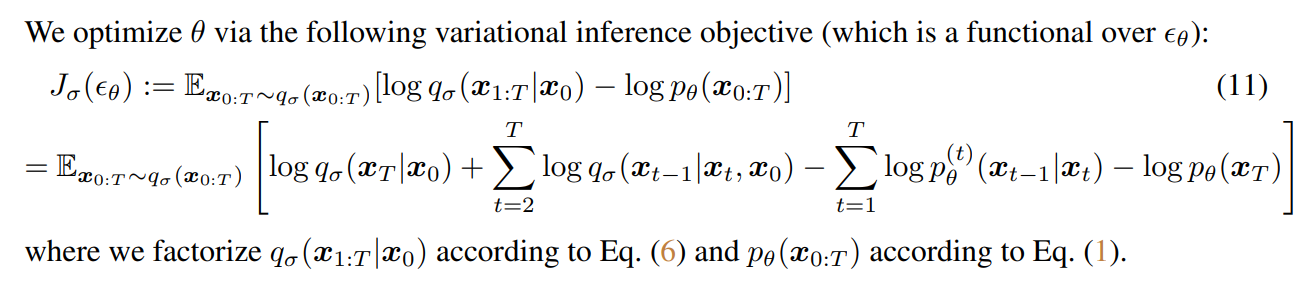 We optimize θ via the following variational inference objective (which is a functional over ϵ_θ):
J_σ(ϵ_θ) := 𝔼_{x_{0:T}∼q_σ(x_{0:T})}[log q_σ(x_{1:T}|x_0) − log p_θ(x_{0:T})] (11)
= 𝔼_{x_{0:T}∼q_σ(x_{0:T})} [log q_σ(x_T|x_0) + ∑_{t=2}^{T} log q_σ(x_{t−1}|x_t, x_0) − ∑_{t=1}^{T} log p_θ^{(t)}(x_{t−1}|x_t) − log p_θ(x_T)]
where we factorize q_σ(x_{1:T}|x_0) according to Eq. (6) and p_θ(x_{0:T}) according to Eq. (1).